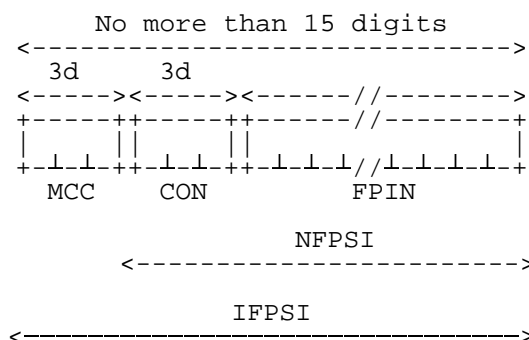 No more than 15 digits
3d 3d
MCC CON FPIN
NFPSI
IFPSI